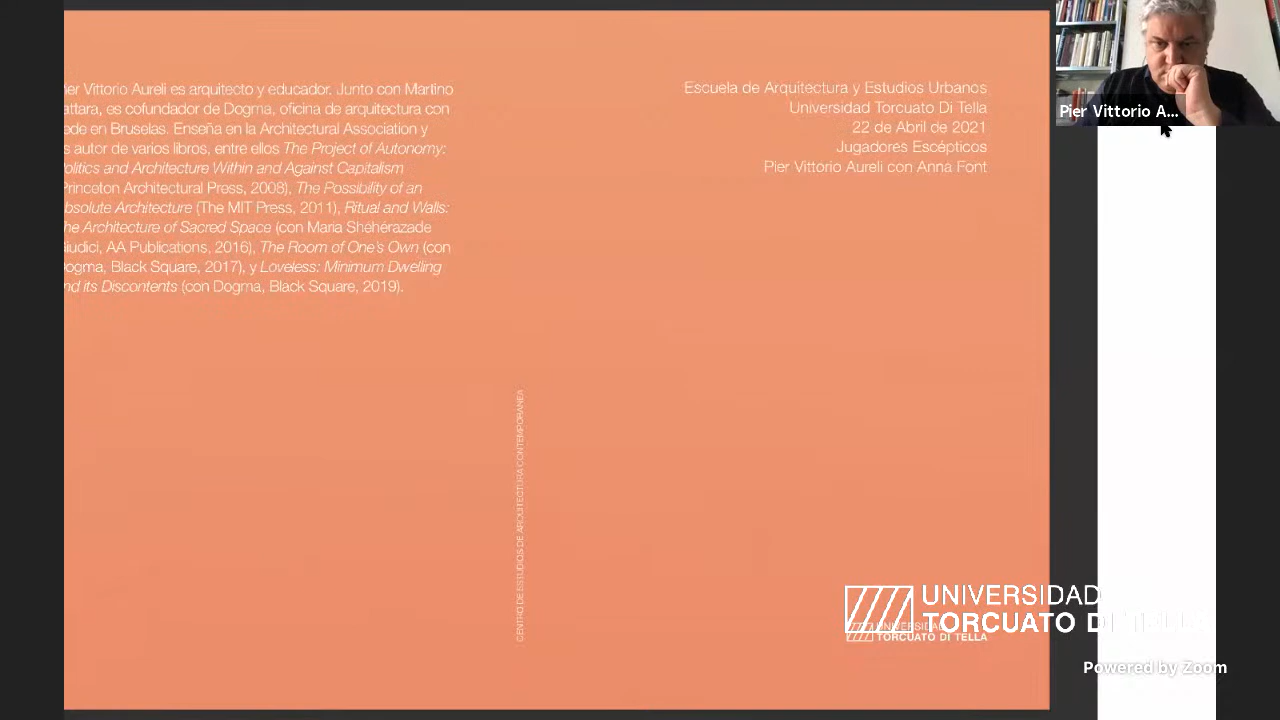 ier Vittorio Aureli es arquitecto y educador. Junto con Martino
attara, es cofundador de Dogma, oficina de arquitectura con
ede en Bruselas. Enseña en la Architectural Association y
s autor de varios libros, entre ellos The Project of Autonomy:
olitics and Architecture Within and Against Capitalism
Princeton Architectural Press, 2008), The Possibility of an
bsolute Architecture (The MIT Press, 2011), Ritual and Walls:
he Architecture of Sacred Space (con Maria Shéhérazade
iudici, AA Publications, 2016), The Room of One's Own (con
ogma, Black Square, 2017), y Loveless: Minimum Dwelling
nd its Discontents (con Dogma, Black Square, 2019).
CENTRO DE ESTUDIOS DE ARQUITECTURA CONTEMPORÁNEA
Escuela de Arquitectura y Estudios Urbanos
Universidad Torcuato Di Tella
22 de Abril de 2021
Jugadores Escépticos
Pier Vittorio Aureli con Anna Font
Pier Vittorio A...
UNIVERSIDAD
TORCUATO DI TELLA
UNIVERSIDAD
TORCUATO DI TELLA
Powered by Zoom